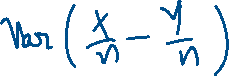 Var ( X/n - Y/n )